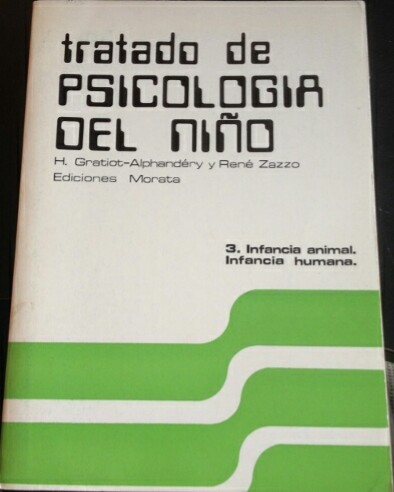 tratado de
PSICOLOGIA
DEL NIÑO
H. Gratiot-Alphandéry y René Zazzo
Ediciones Morata
3. Infancia animal.
Infancia humana.